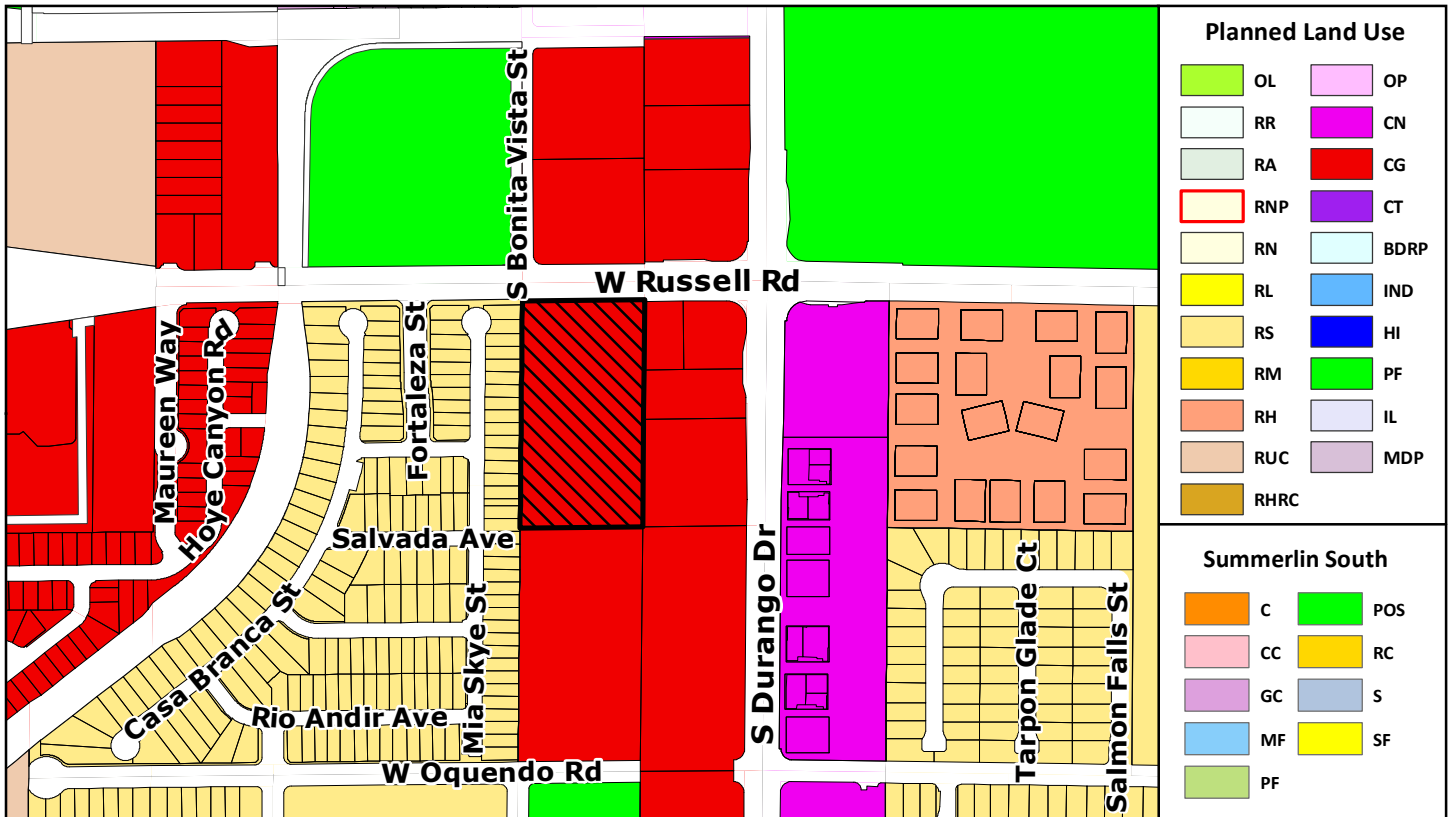 S Bonita Vista St
W Russell Rd
Maureen Way
Hoye Canyon Rd
Fortaleza St
Salvada Ave
Casa Branca St
Mia Skye St
Rio Andir Ave
W Oquendo Rd
S Durango Dr
Tarpon Glade Ct
Salmon Falls St
Planned Land Use
OL OP
RR CN
RA CG
RNP CT
RN BDRP
RL IND
RS HI
RM PF
RH IL
RUC MDP
RHRC
Summerlin South
C POS
CC RC
GC S
MF SF
PF